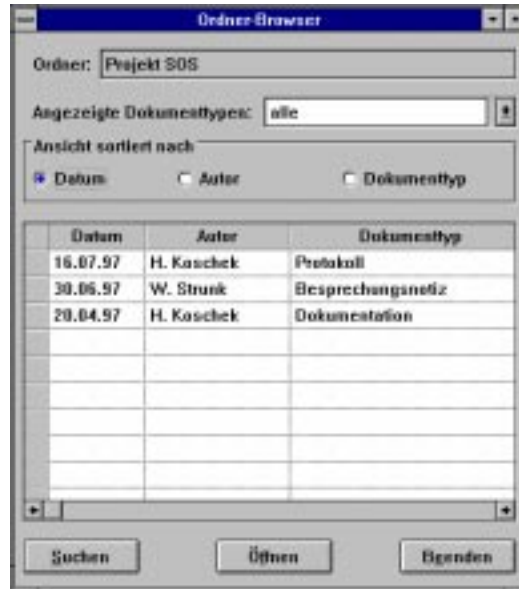 Ordner-Browser
Ordner: Projekt SOS
Angezeigte Dokumenttypen: alle
Ansicht sortiert nach
Datum Autor Dokumenttyp
Datum Autor Dokumenttyp
16.07.97 H. Koschek Protokoll
30.06.97 W. Strunk Besprechungsnotiz
28.04.97 H. Koschek Dokumentation
Suchen Öffnen Beenden